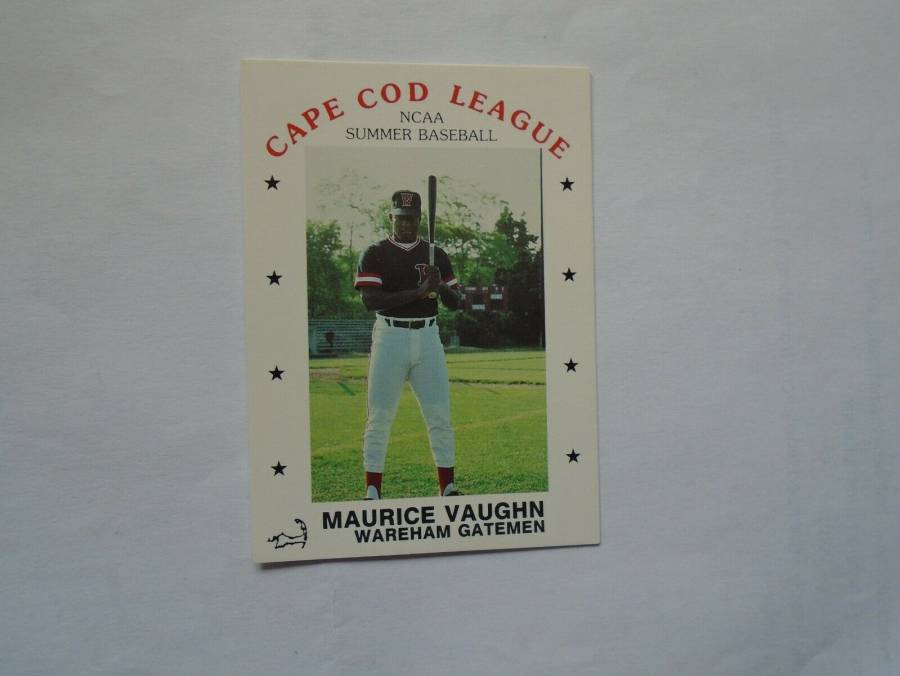 CAPE COD LEAGUE
NCAA
SUMMER BASEBALL
W
MAURICE VAUGHN
WAREHAM GATEMEN